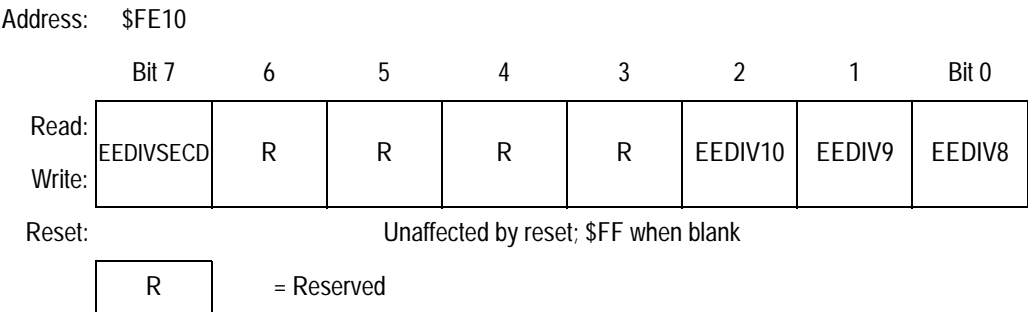 Address: $FE10
Bit 7 6 5 4 3 2 1 Bit 0
Read:
EEDIVSECD R R R R EEDIV10 EEDIV9 EEDIV8
Write:
Reset: Unaffected by reset; $FF when blank
R = Reserved